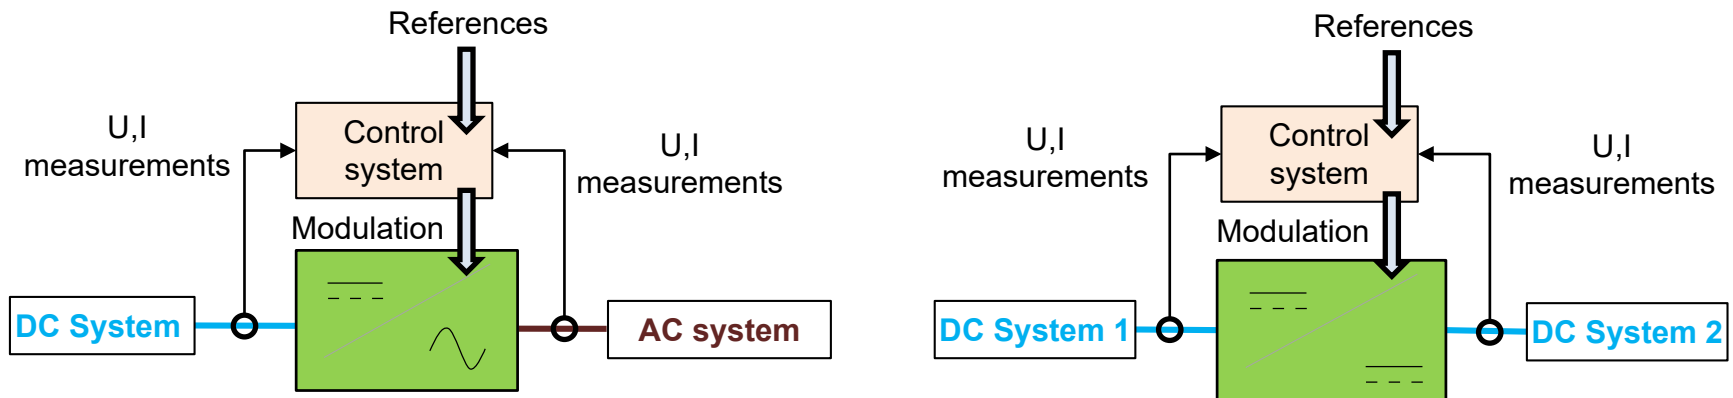 References
U,I
measurements
Control
system
U,I
measurements
Modulation
DC System
AC system
References
U,I
measurements
Control
system
U,I
measurements
Modulation
DC System 1
DC System 2